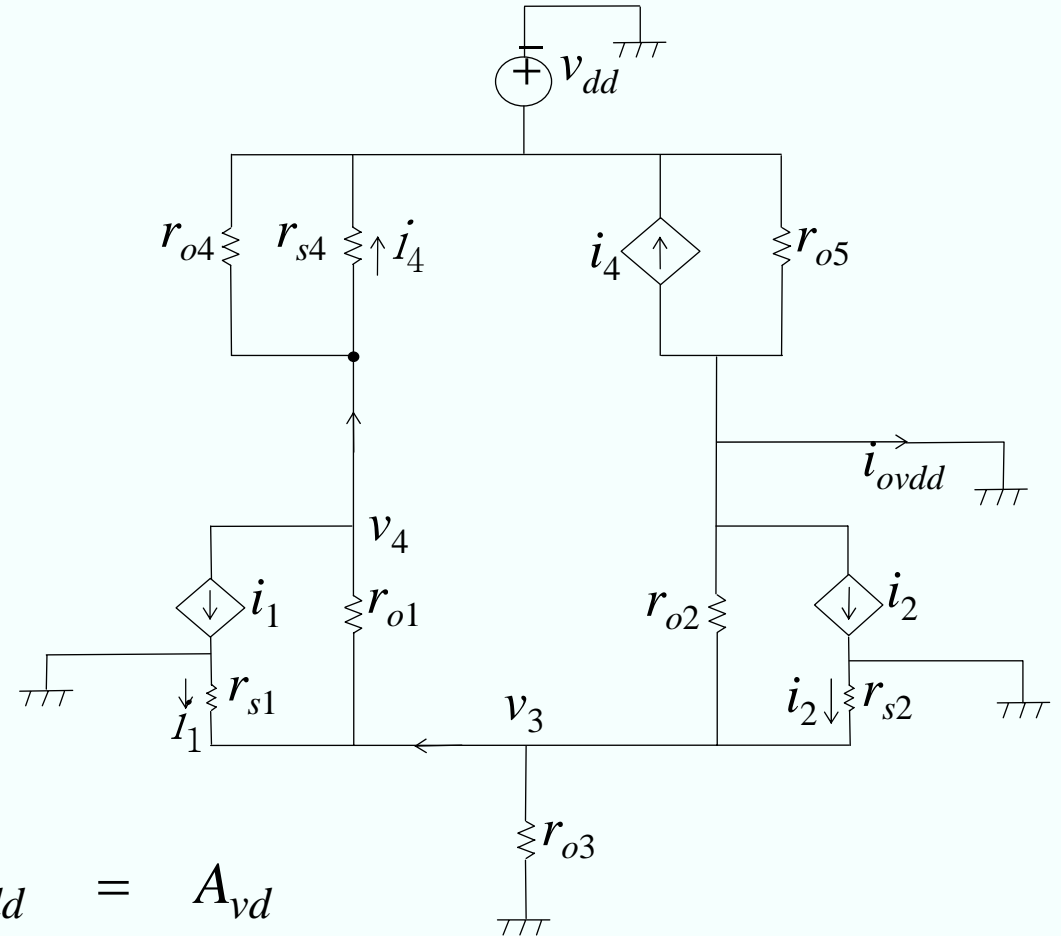 − + v_dd
r_o4 r_s4 i_4 i_4 r_o5
i_ovdd
v_4
i_1 r_o1 r_o2 i_2
i_1 r_s1 i_2 r_s2
v_3
r_o3
= A_vd